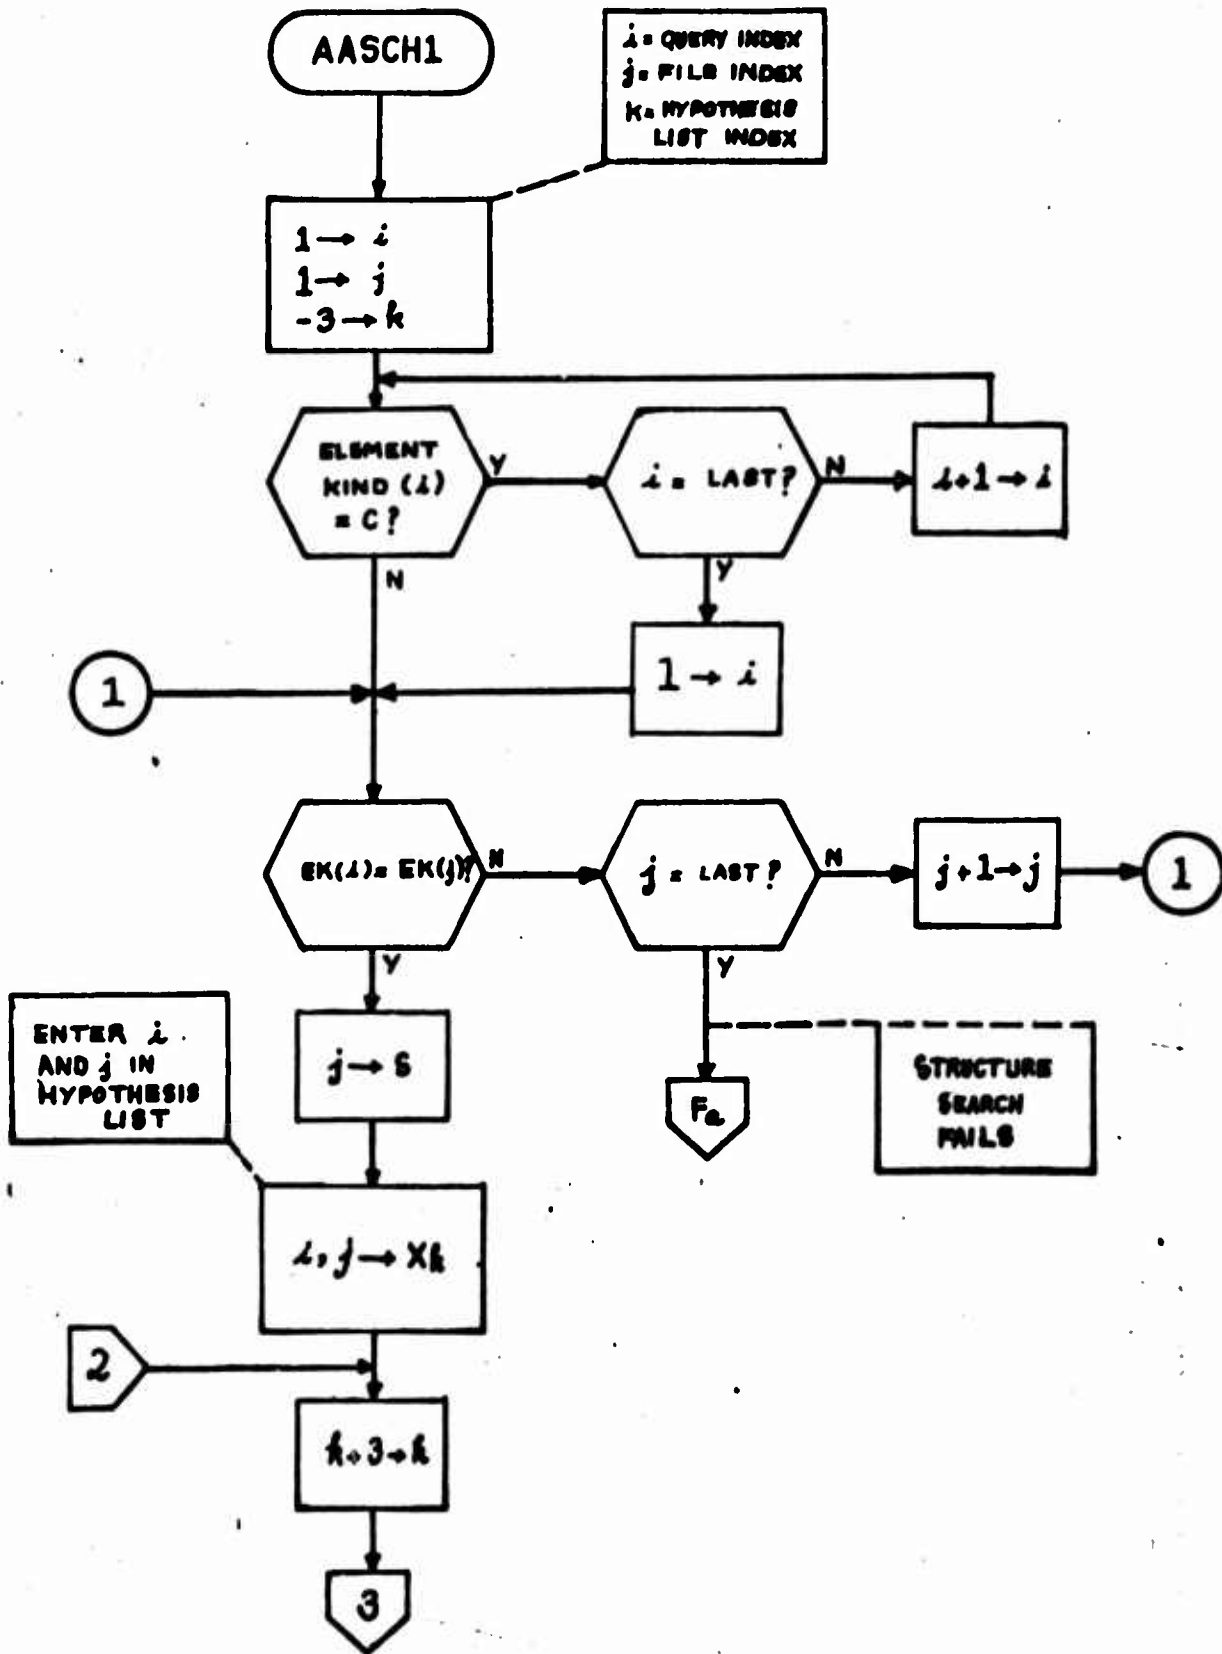 AASCH1
i = QUERY INDEX
j = FILE INDEX
k = HYPOTHESIS
LIST INDEX
1 → i
1 → j
-3 → k
ELEMENT
KIND (i)
= C?
Y
i = LAST?
N
i+1 → i
N
Y
1 → i
1
EK(i) = EK(j)?
N
j = LAST?
N
j+1 → j
1
Y
Y
ENTER i
AND j IN
HYPOTHESIS
LIST
j → S
STRUCTURE
SEARCH
FAILS
Fa
i, j → Xk
2
k+3 → k
3